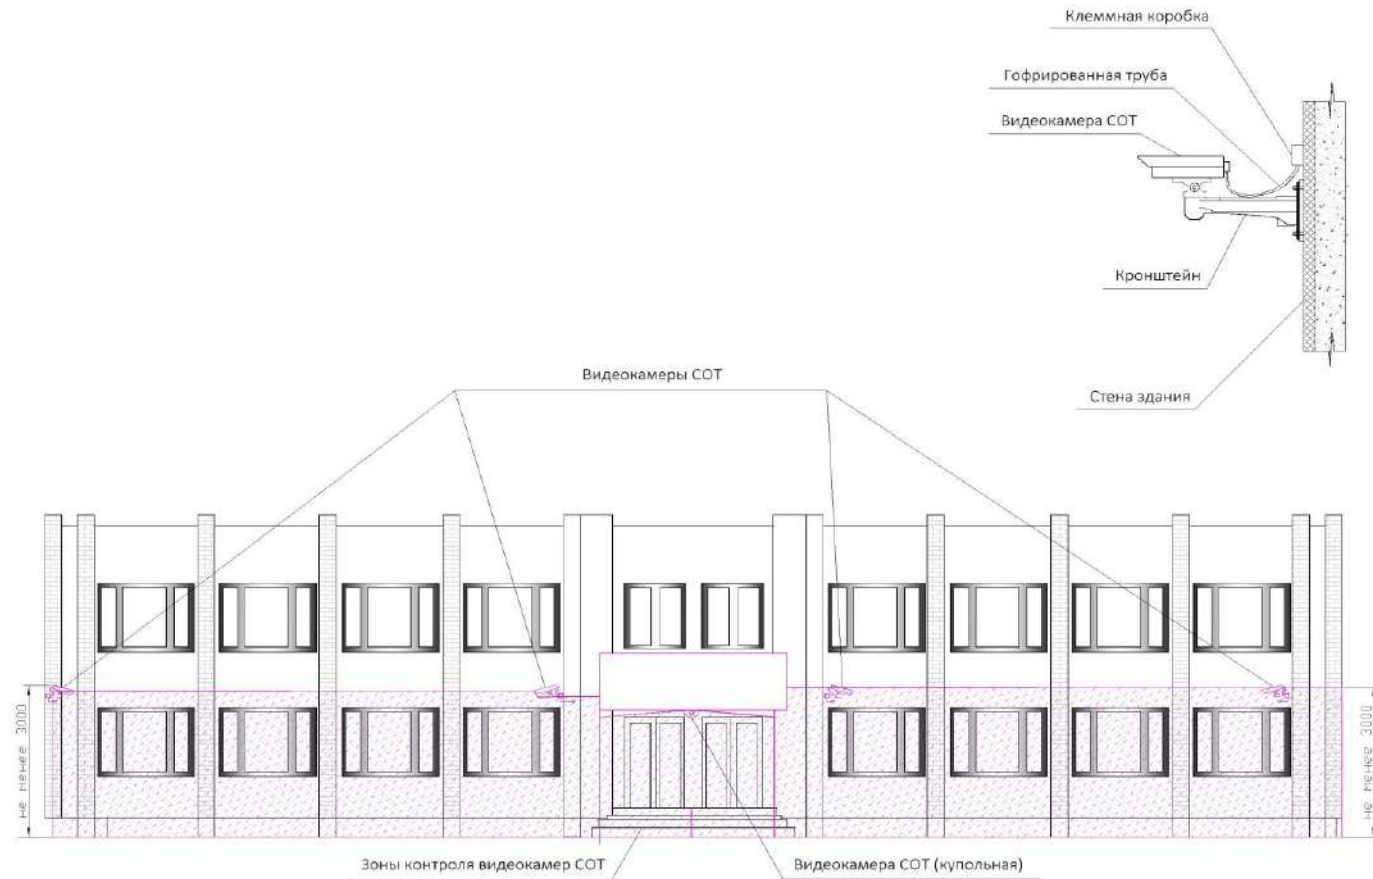 Клеммная коробка
Гофрированная труба
Видеокамера СОТ
Кронштейн
Видеокамеры СОТ
Стена здания
не менее 3000
не менее 3000
Зоны контроля видеокамер СОТ
Видеокамера СОТ (купольная)